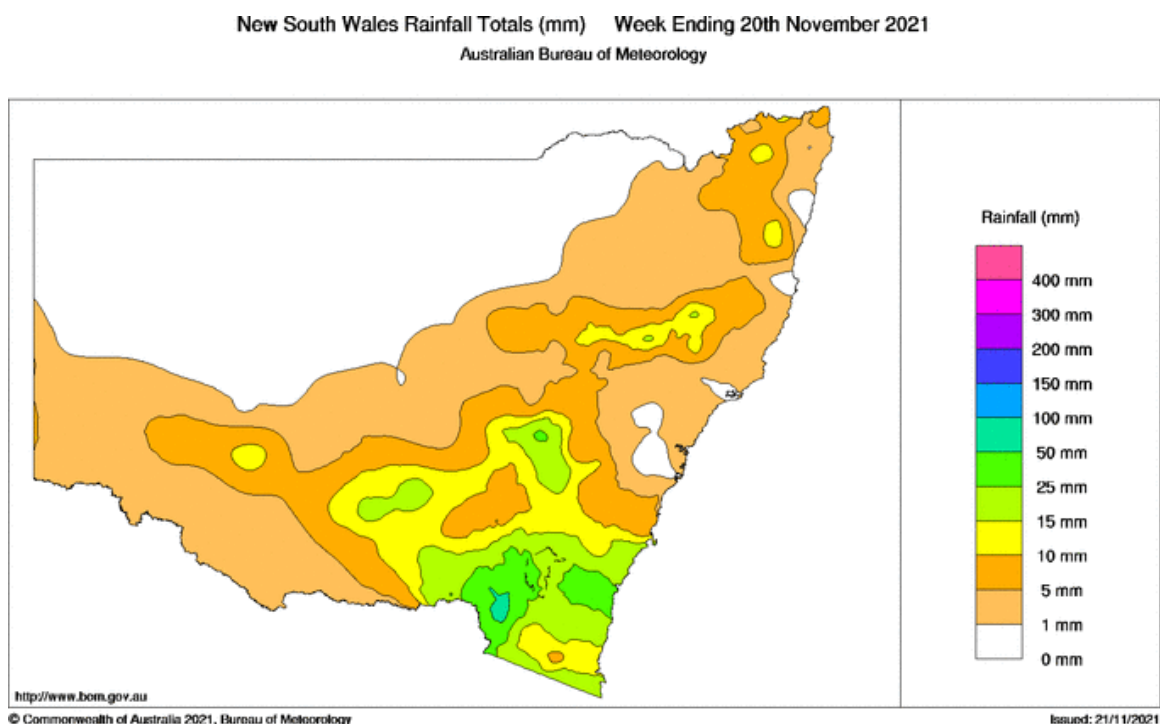 New South Wales Rainfall Totals (mm) Week Ending 20th November 2021
Australian Bureau of Meteorology
Rainfall (mm)
400 mm
300 mm
200 mm
150 mm
100 mm
50 mm
25 mm
15 mm
10 mm
5 mm
1 mm
0 mm
http://www.bom.gov.au
© Commonwealth of Australia 2021, Bureau of Meteorology
Issued: 21/11/2021